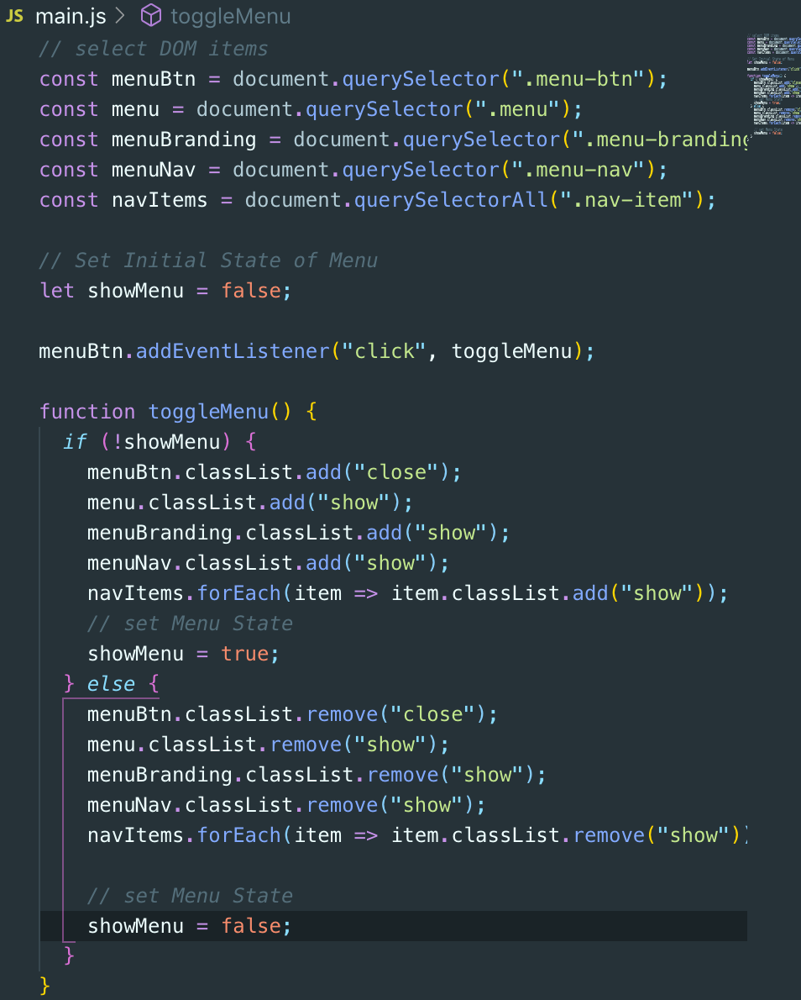 JS main.js > toggleMenu
// select DOM items
const menuBtn = document.querySelector(".menu-btn");
const menu = document.querySelector(".menu");
const menuBranding = document.querySelector(".menu-branding
const menuNav = document.querySelector(".menu-nav");
const navItems = document.querySelectorAll(".nav-item");

// Set Initial State of Menu
let showMenu = false;

menuBtn.addEventListener("click", toggleMenu);

function toggleMenu() {
  if (!showMenu) {
    menuBtn.classList.add("close");
    menu.classList.add("show");
    menuBranding.classList.add("show");
    menuNav.classList.add("show");
    navItems.forEach(item => item.classList.add("show"));
    // set Menu State
    showMenu = true;
  } else {
    menuBtn.classList.remove("close");
    menu.classList.remove("show");
    menuBranding.classList.remove("show");
    menuNav.classList.remove("show");
    navItems.forEach(item => item.classList.remove("show"))

    // set Menu State
    showMenu = false;
  }
}